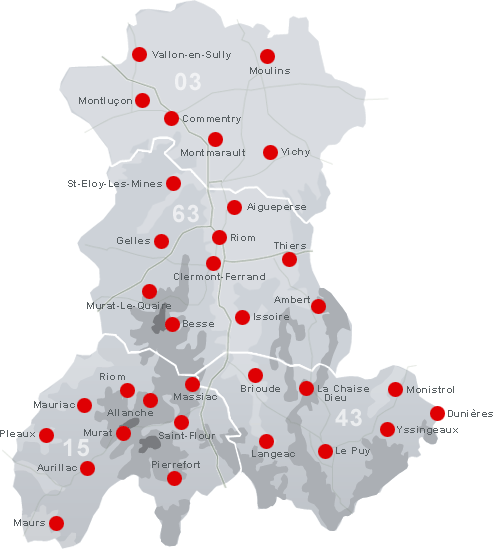 Vallon-en-Sully
Moulins
03
Montluçon
Commentry
Montmarault
Vichy
St-Eloy-Les-Mines
63
Aigueperse
Gelles
Riom
Thiers
Clermont-Ferrand
Murat-Le-Quaire
Ambert
Issoire
Besse
Riom
Massiac
Brioude
La Chaise
Dieu
Monistrol
Mauriac
Allanche
43
Dunières
Pleaux
15
Murat
Saint-Flour
Yssingeaux
Langeac
Le Puy
Aurillac
Pierrefort
Maurs